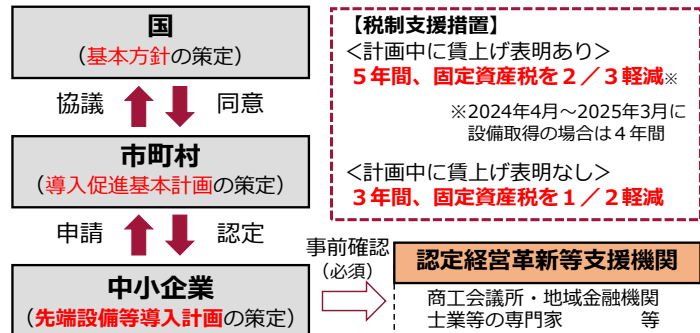 国
（基本方針の策定）
協議
同意
市町村
（導入促進基本計画の策定）
申請
認定
中小企業
（先端設備等導入計画の策定）
【税制支援措置】
＜計画中に賃上げ表明あり＞
５年間、固定資産税を２／３軽減※
※2024年4月～2025年3月に
設備取得の場合は４年間
＜計画中に賃上げ表明なし＞
３年間、固定資産税を１／２軽減
事前確認
（必須）
認定経営革新等支援機関
商工会議所・地域金融機関
士業等の専門家　　　等